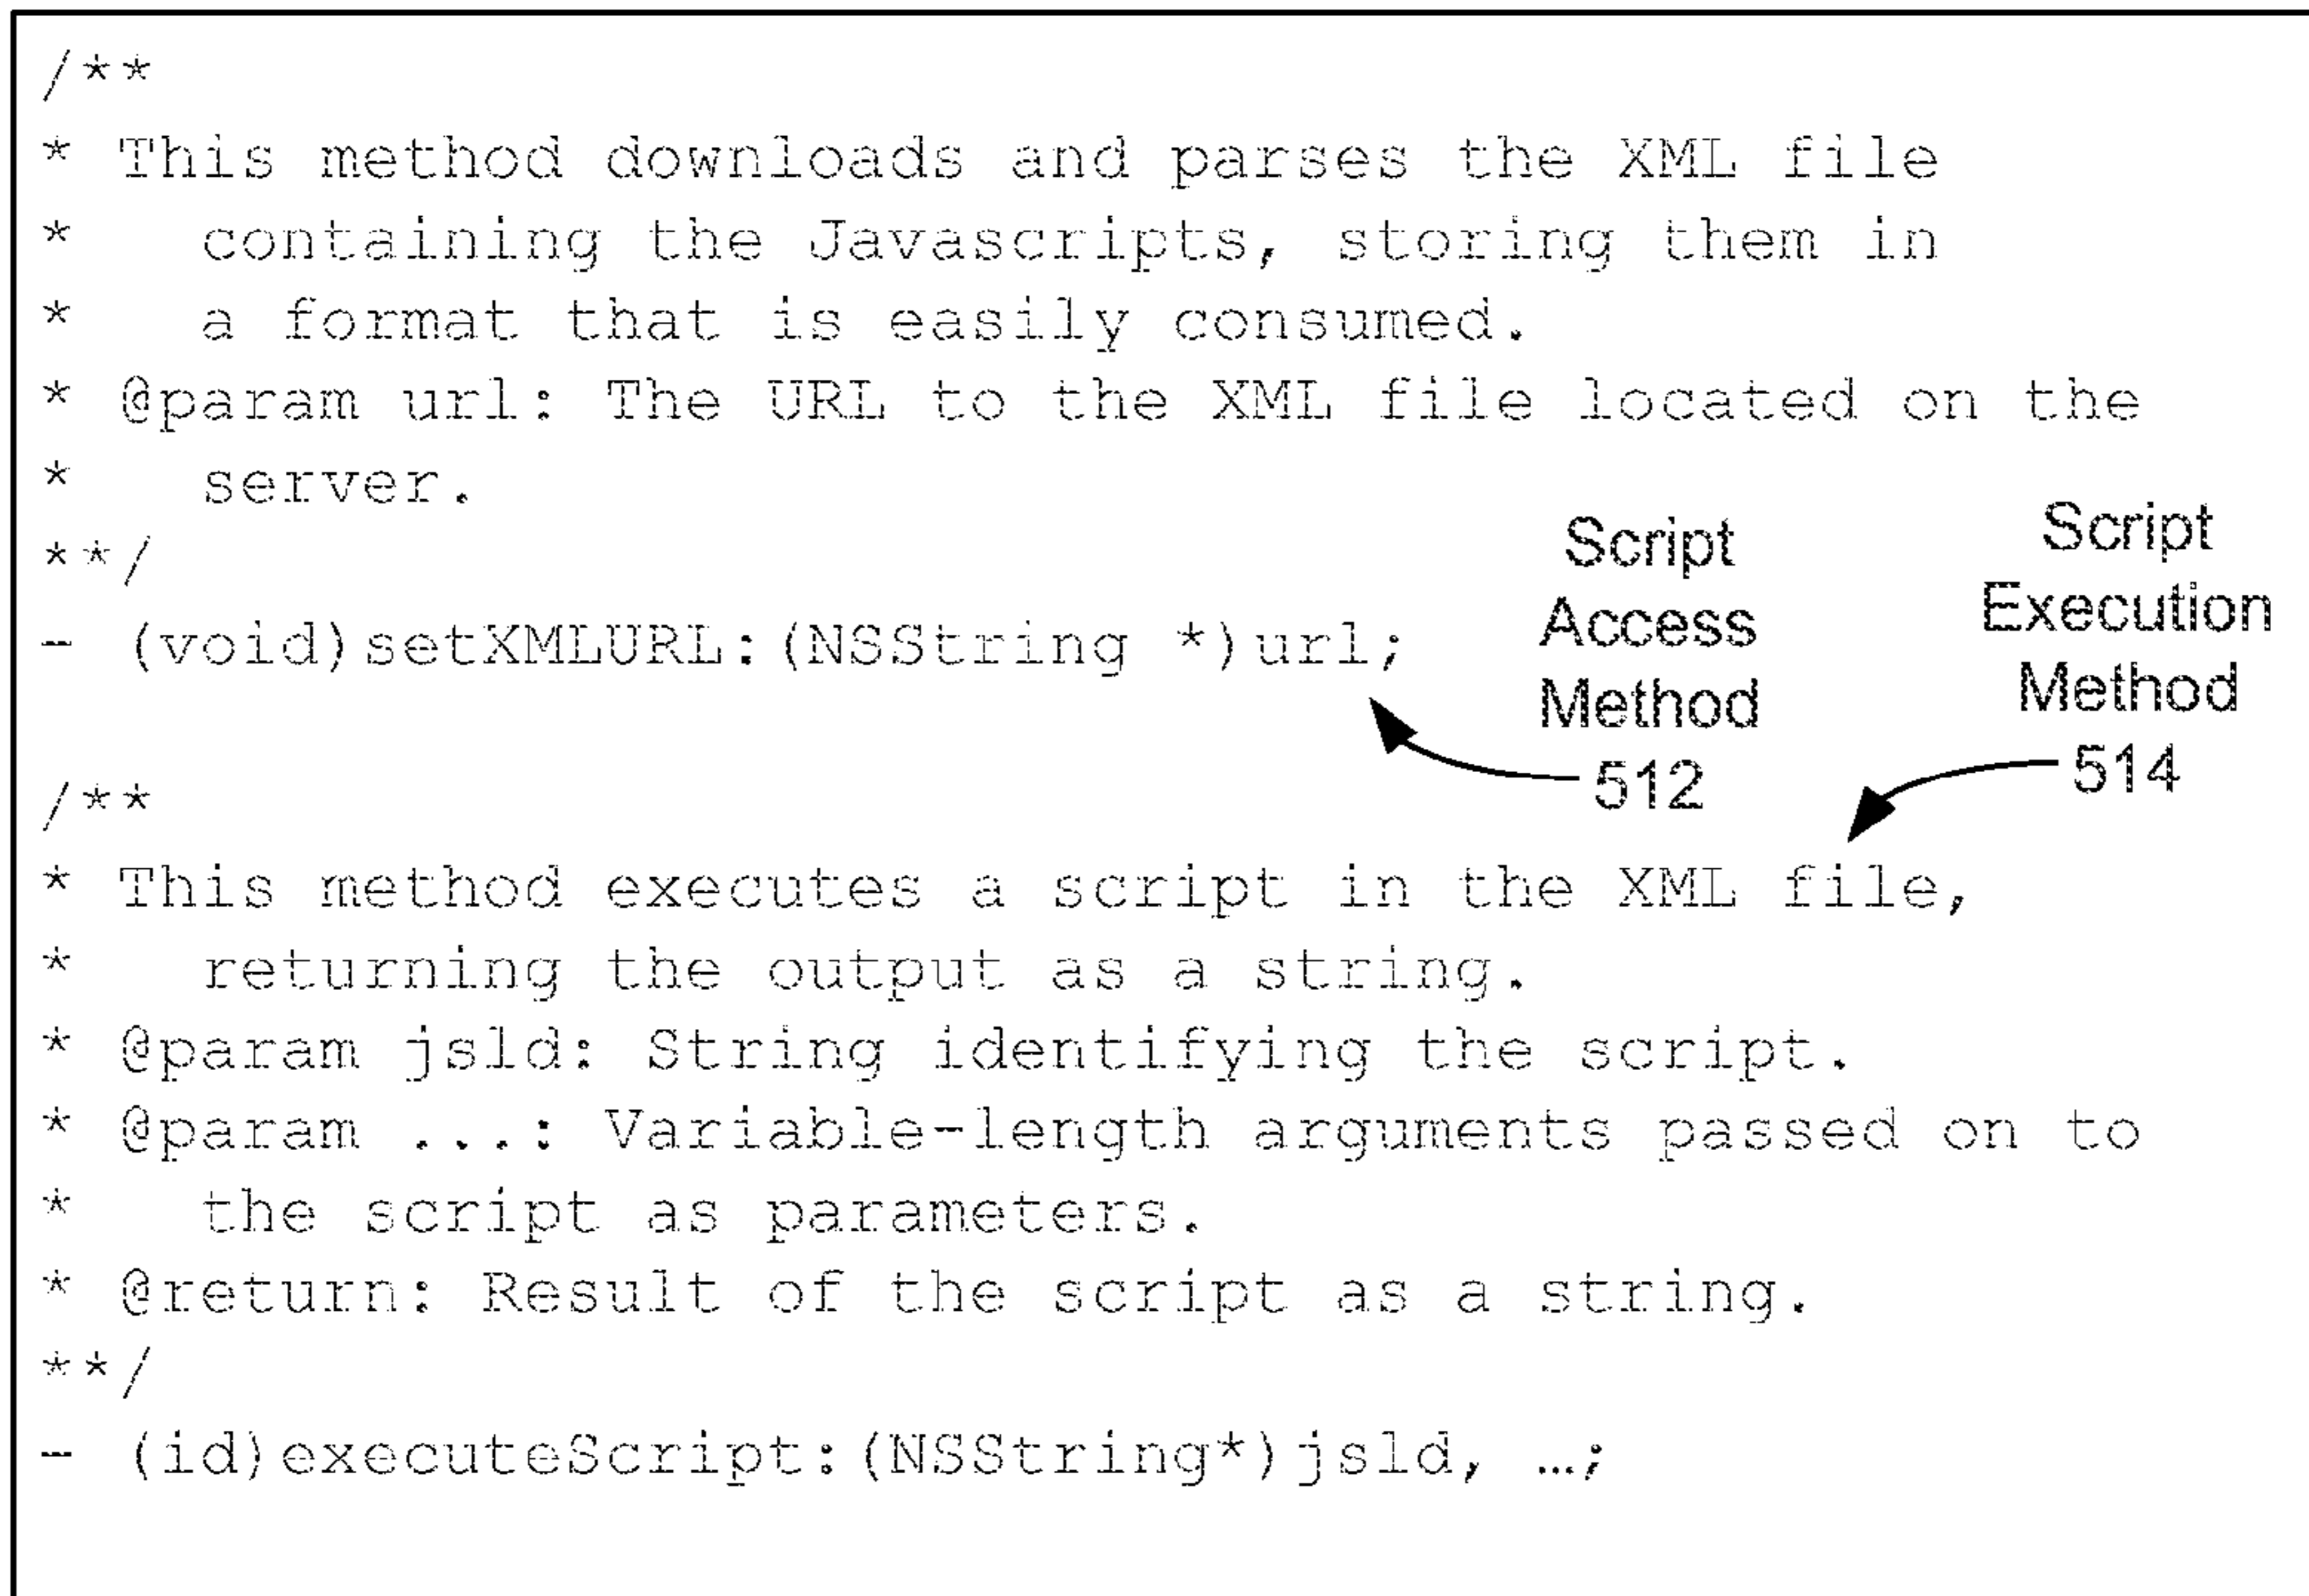 /**
* This method downloads and parses the XML file
*   containing the Javascripts, storing them in
*   a format that is easily consumed.
* @param url: The URL to the XML file located on the
*   server.
**/
- (void)setXMLURL:(NSString *)url;
Script
Access
Method
512
Script
Execution
Method
514
/**
* This method executes a script in the XML file,
*   returning the output as a string.
* @param jsld: String identifying the script.
* @param ...: Variable-length arguments passed on to
*   the script as parameters.
* @return: Result of the script as a string.
**/
- (id)executeScript:(NSString*)jsld, …;